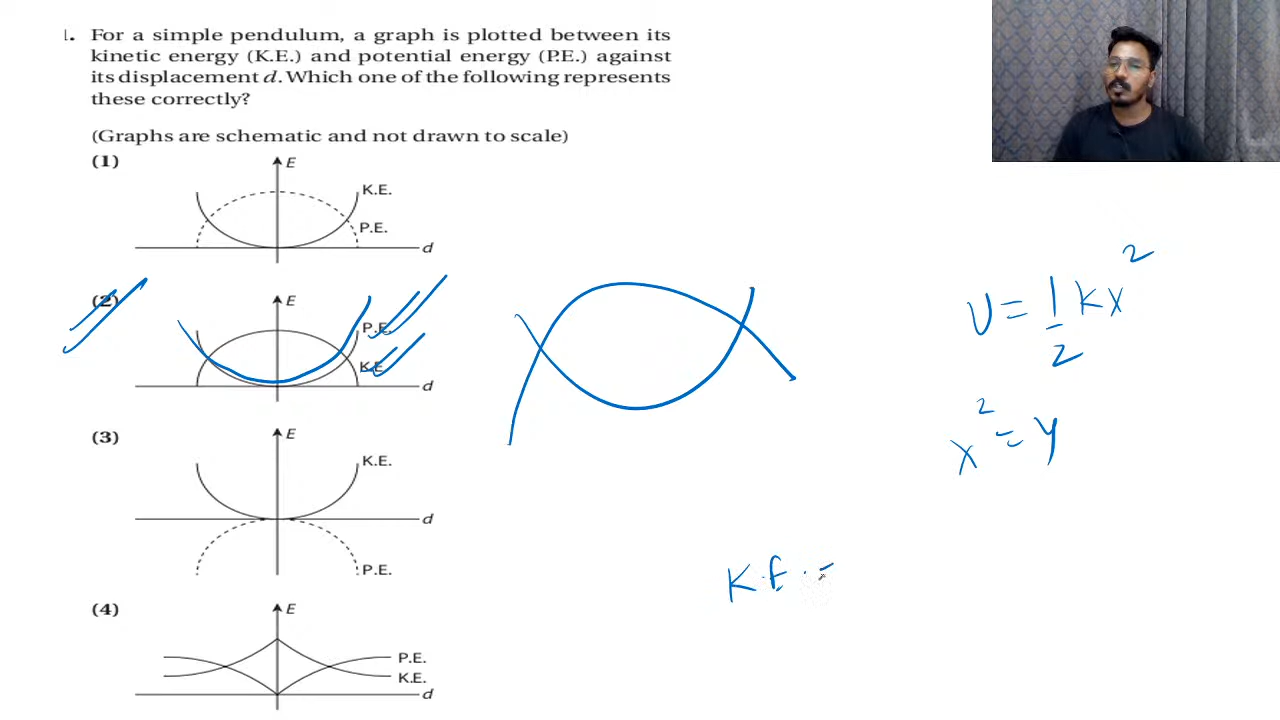 1. For a simple pendulum, a graph is plotted between its
kinetic energy (K.E.) and potential energy (P.E.) against
its displacement d. Which one of the following represents
these correctly?
(Graphs are schematic and not drawn to scale)
(1)
E
K.E.
P.E.
d
(2)
E
P.E.
K.E.
d
(3)
E
K.E.
d
P.E.
(4)
E
P.E.
K.E.
d
U = 1/2 kx²
x² = y
K.E. =